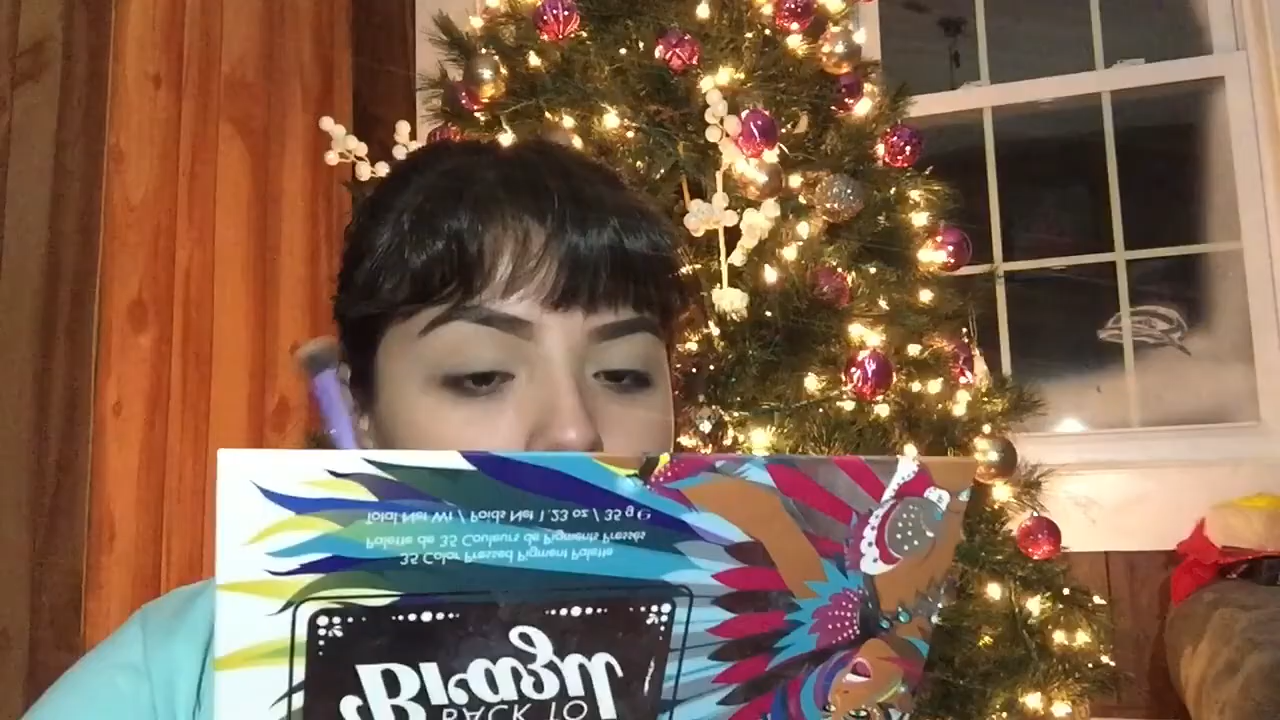 BACK TO
Brazil
35 Color Pressed Pigment Palette
Palette de 35 Couleurs de Pigments Pressés
Total Net Wt / Poids Net 1.23 oz / 35 g ℮